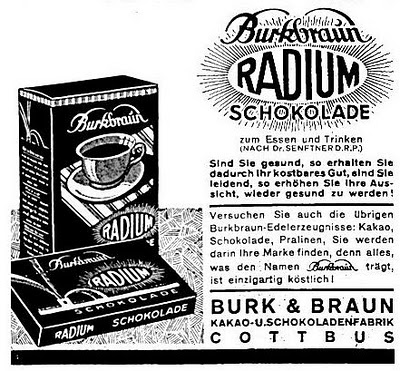 Burkbraun
RADIUM
SCHOKOLADE
zum Essen und Trinken
(NACH DR. SENFTNER D.R.P.)
Sind Sie gesund, so erhalten Sie
dadurch Ihr kostbares Gut, sind Sie
leidend, so erhöhen Sie Ihre Aus-
sicht, wieder gesund zu werden!
Versuchen Sie auch die übrigen
Burkbraun-Edelerzeugnisse: Kakao,
Schokolade, Pralinen, Sie werden
darin Ihre Marke finden, denn alles,
was den Namen Burkbraun trägt,
ist einzigartig köstlich!
BURK & BRAUN
KAKAO-U.SCHOKOLADENFABRIK
COTTBUS
Burkbraun
RADIUM
Burkbraun
RADIUM
SCHOKOLADE
RADIUM SCHOKOLADE